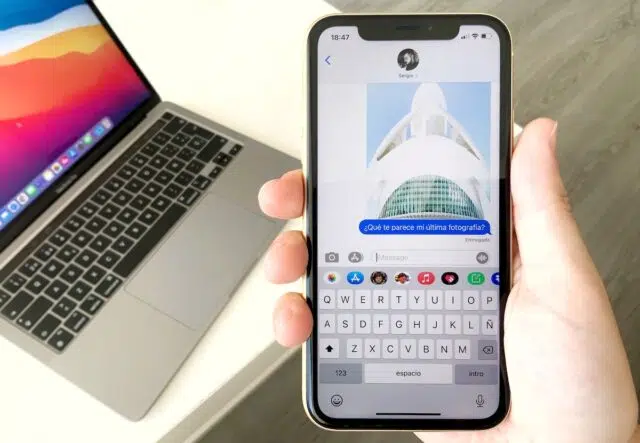 18:47
Sergio
¿Qué te parece mi última fotografía?
Entregado
iMessage
Q W E R T Y U I O P
A S D F G H J K L Ñ
Z X C V B N M
123 espacio intro